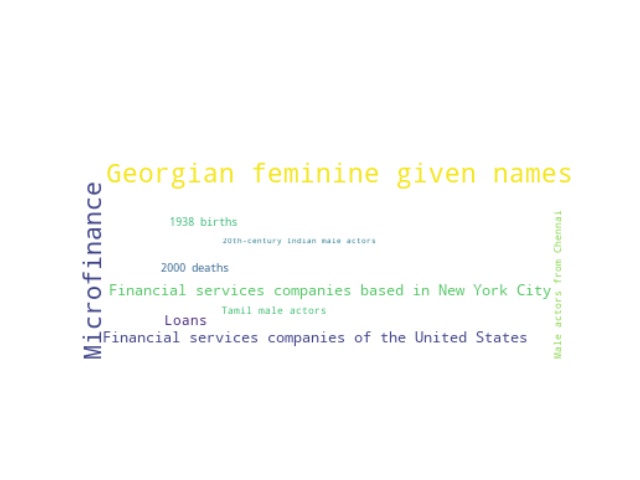 Georgian feminine given names
Microfinance
1938 births
20th-century Indian male actors
2000 deaths
Financial services companies based in New York City
Tamil male actors
Loans
Financial services companies of the United States
Male actors from Chennai